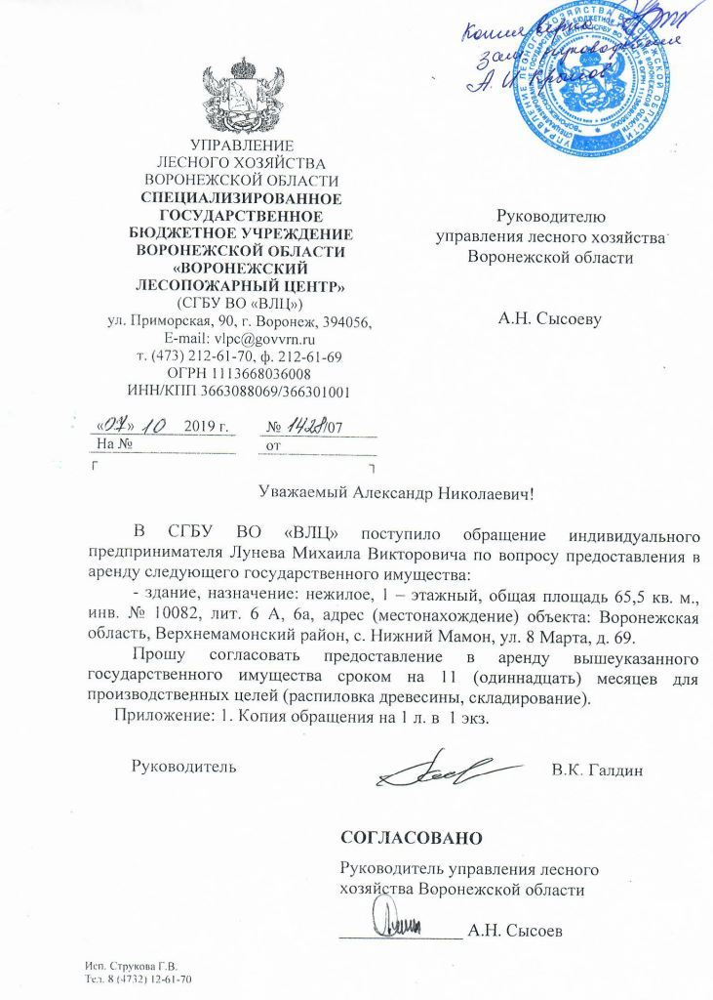 Копия верна
Зам. руководителя
А. И. Крылов
УПРАВЛЕНИЕ
ЛЕСНОГО ХОЗЯЙСТВА
ВОРОНЕЖСКОЙ ОБЛАСТИ
СПЕЦИАЛИЗИРОВАННОЕ
ГОСУДАРСТВЕННОЕ
БЮДЖЕТНОЕ УЧРЕЖДЕНИЕ
ВОРОНЕЖСКОЙ ОБЛАСТИ
«ВОРОНЕЖСКИЙ
ЛЕСОПОЖАРНЫЙ ЦЕНТР»
(СГБУ ВО «ВЛЦ»)
ул. Приморская, 90, г. Воронеж, 394056,
E-mail: vlpc@govvrn.ru
т. (473) 212-61-70, ф. 212-61-69
ОГРН 1113668036008
ИНН/КПП 3663088069/366301001
«07» 10 2019 г. № 1428/07
На № от
Руководителю
управления лесного хозяйства
Воронежской области
А.Н. Сысоеву
Уважаемый Александр Николаевич!
В СГБУ ВО «ВЛЦ» поступило обращение индивидуального
предпринимателя Лунева Михаила Викторовича по вопросу предоставления в
аренду следующего государственного имущества:
- здание, назначение: нежилое, 1 – этажный, общая площадь 65,5 кв. м.,
инв. № 10082, лит. 6 А, 6а, адрес (местонахождение) объекта: Воронежская
область, Верхнемамонский район, с. Нижний Мамон, ул. 8 Марта, д. 69.
Прошу согласовать предоставление в аренду вышеуказанного
государственного имущества сроком на 11 (одиннадцать) месяцев для
производственных целей (распиловка древесины, складирование).
Приложение: 1. Копия обращения на 1 л. в 1 экз.
Руководитель В.К. Галдин
СОГЛАСОВАНО
Руководитель управления лесного
хозяйства Воронежской области
А.Н. Сысоев
Исп. Струкова Г.В.
Тел. 8 (4732) 12-61-70